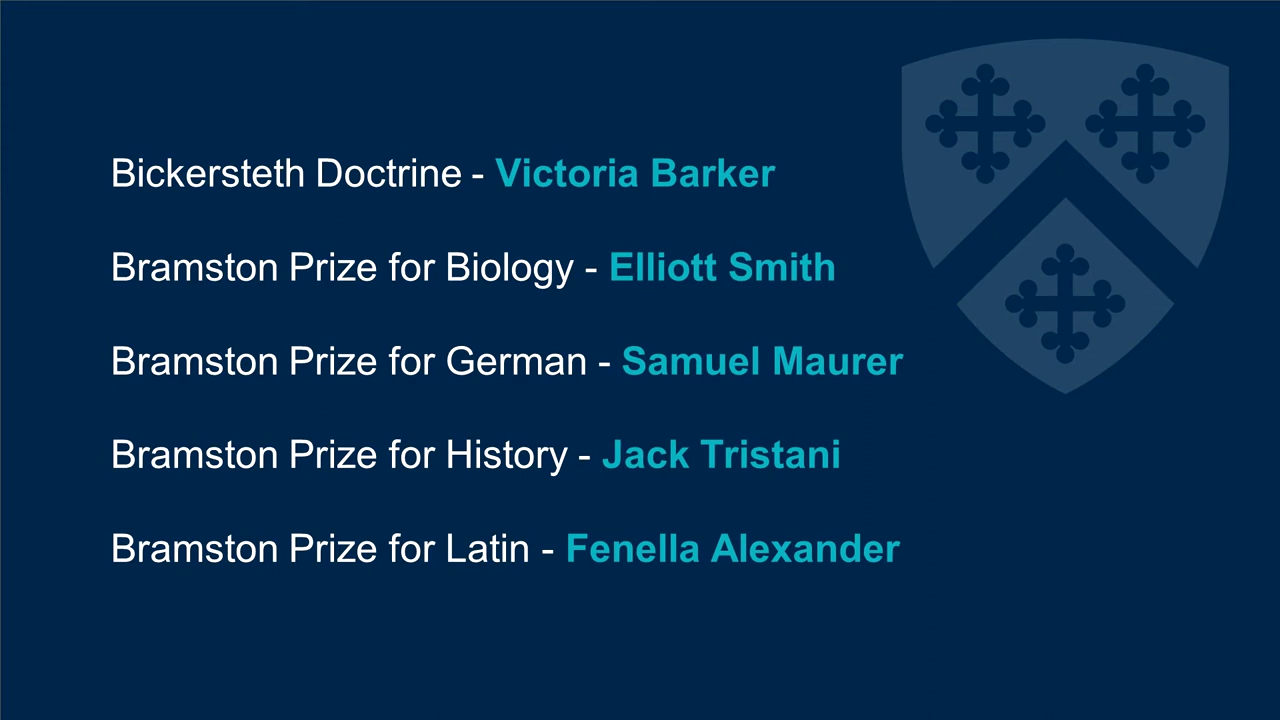 Bickersteth Doctrine - Victoria Barker
Bramston Prize for Biology - Elliott Smith
Bramston Prize for German - Samuel Maurer
Bramston Prize for History - Jack Tristani
Bramston Prize for Latin - Fenella Alexander